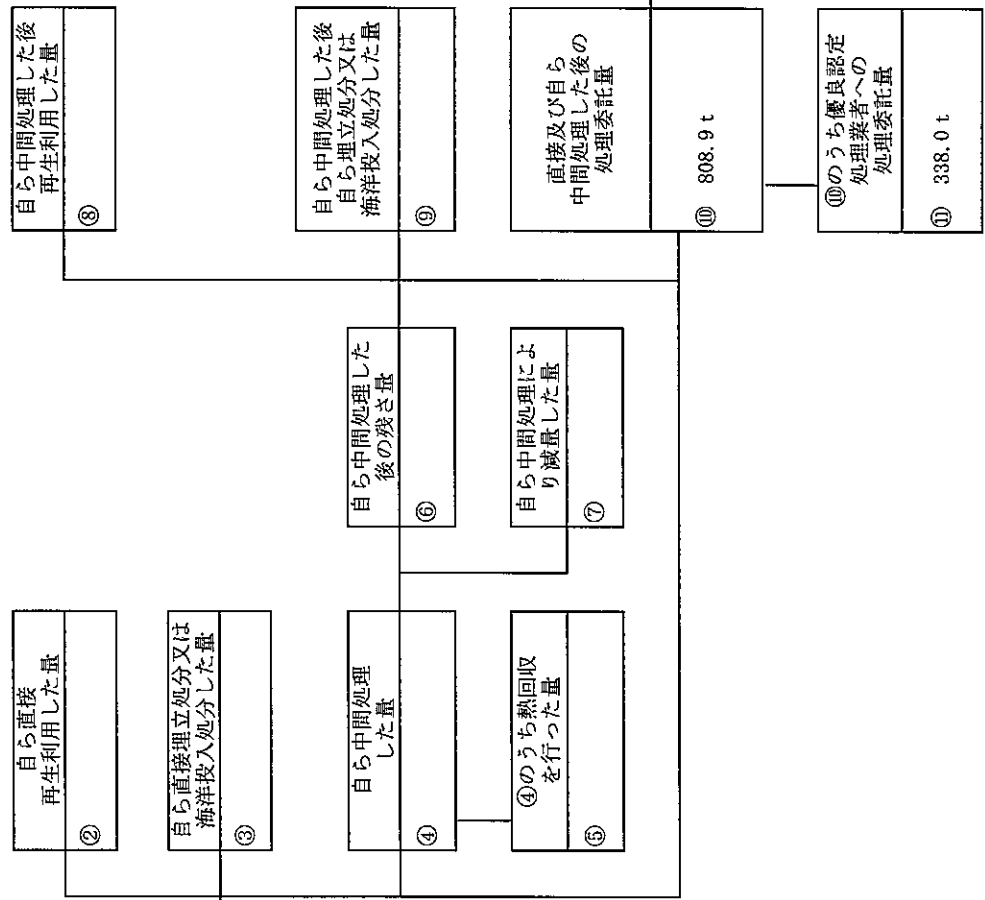 自ら直接
再生利用した量
②
自ら直接埋立処分又は
海洋投入処分した量
③
自ら中間処理
した量
④
④のうち熱回収
を行った量
⑤
自ら中間処理した
後の残さ量
⑥
自ら中間処理によ
り減量した量
⑦
自ら中間処理した後
再生利用した量
⑧
自ら中間処理した後
自ら埋立処分又は
海洋投入処分した量
⑨
直接及び自ら
中間処理した後の
処理委託量
⑩ 808.9 t
⑩のうち優良認定
処理業者への
処理委託量
⑪ 338.0 t